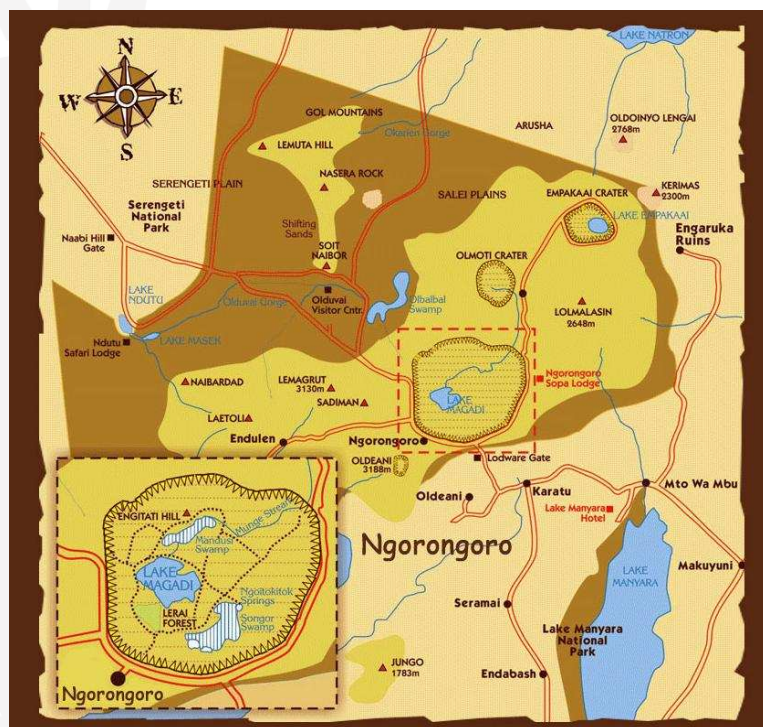 LAKE NATRON
N
W
E
S
GOL MOUNTAINS
Okarien Gorge
ARUSHA
OLDOINYO LENGAI
2768m
LEMUTA HILL
NASERA ROCK
SERENGETI PLAIN
SALEI PLAINS
EMPAKAAI CRATER
KERIMAS
2300m
Serengeti
National
Park
LAKE EMPAKAAI
Shifting
Sands
Engaruka
Ruins
Naabi Hill
Gate
SOIT
NAIBOR
OLMOTI CRATER
LAKE
NDUTU
Olduvai Gorge
Olduvai
Visitor Cntr.
Olbalbal
Swamp
LOLMALASIN
2648m
Ndutu
Safari Lodge
LAKE MASEK
NAIBARDAD
LEMAGRUT
3130m
SADIMAN
LAKE
MAGADI
Ngorongoro
Sopa Lodge
LAETOLI
Endulen
Ngorongoro
OLDEANI
3188m
Lodware Gate
Oldeani
Karatu
Mto Wa Mbu
Lake Manyara
Hotel
Ngorongoro
ENGITATI HILL
Munge Stream
Mandusi
Swamp
LAKE
MAGADI
Ngoitokitok
Springs
LERAI
FOREST
Songor
Swamp
Ngorongoro
LAKE
MANYARA
Makuyuni
Seramai
Lake Manyara
National
Park
JUNGO
1783m
Endabash